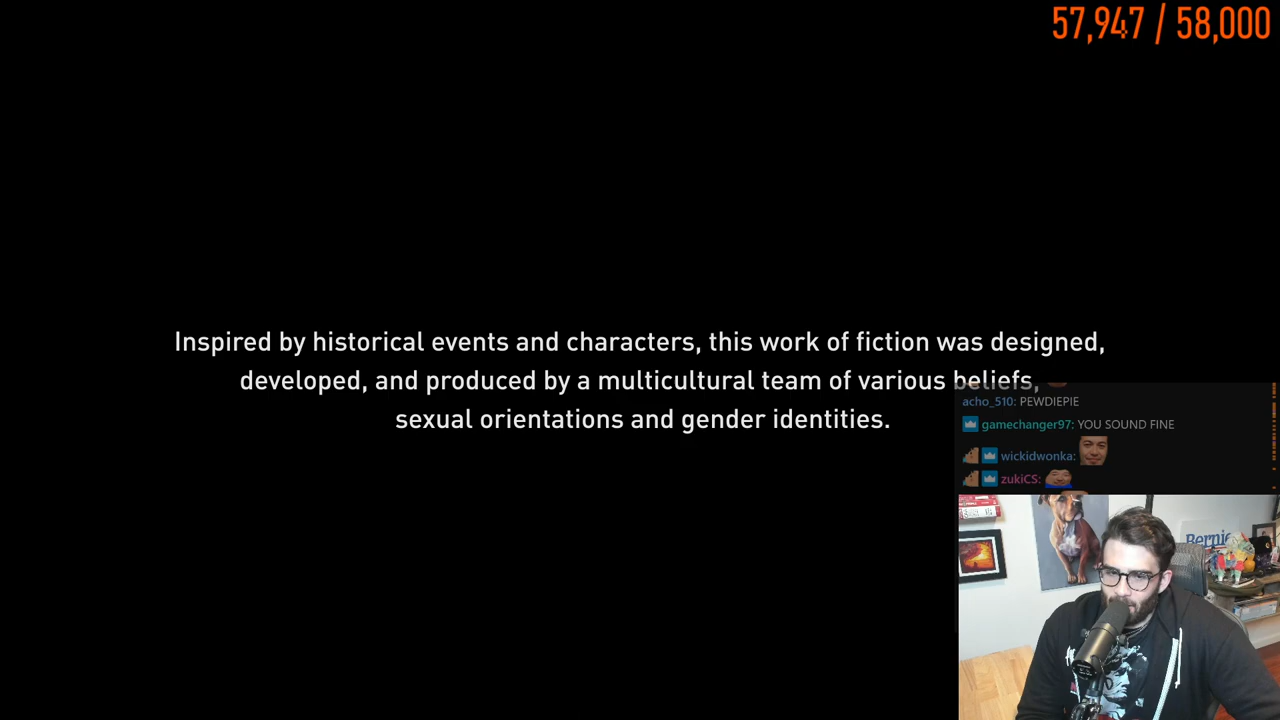 57,947 / 58,000
Inspired by historical events and characters, this work of fiction was designed,
developed, and produced by a multicultural team of various beliefs,
sexual orientations and gender identities.
acho_510: PEWDIEPIE
gamechanger97: YOU SOUND FINE
wickidwonka:
zukiCS:
Bernie